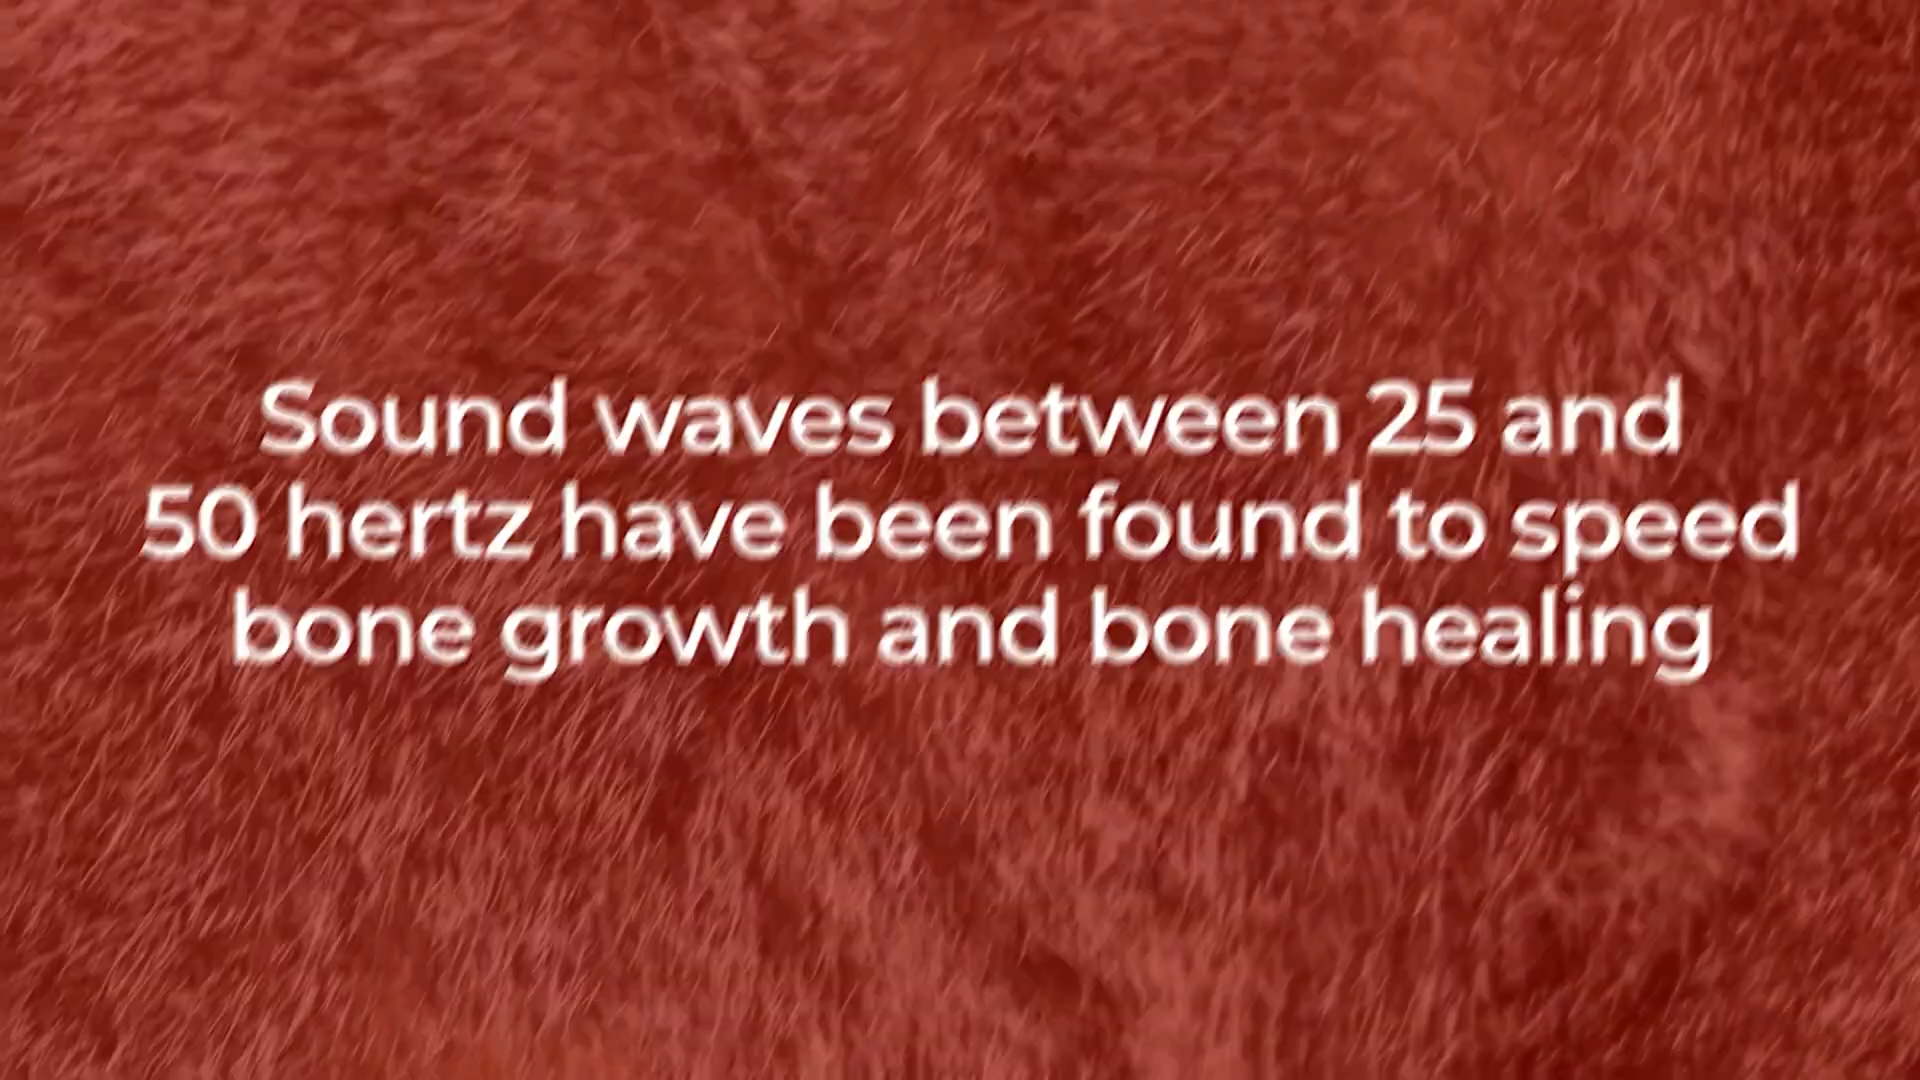 Sound waves between 25 and
50 hertz have been found to speed
bone growth and bone healing